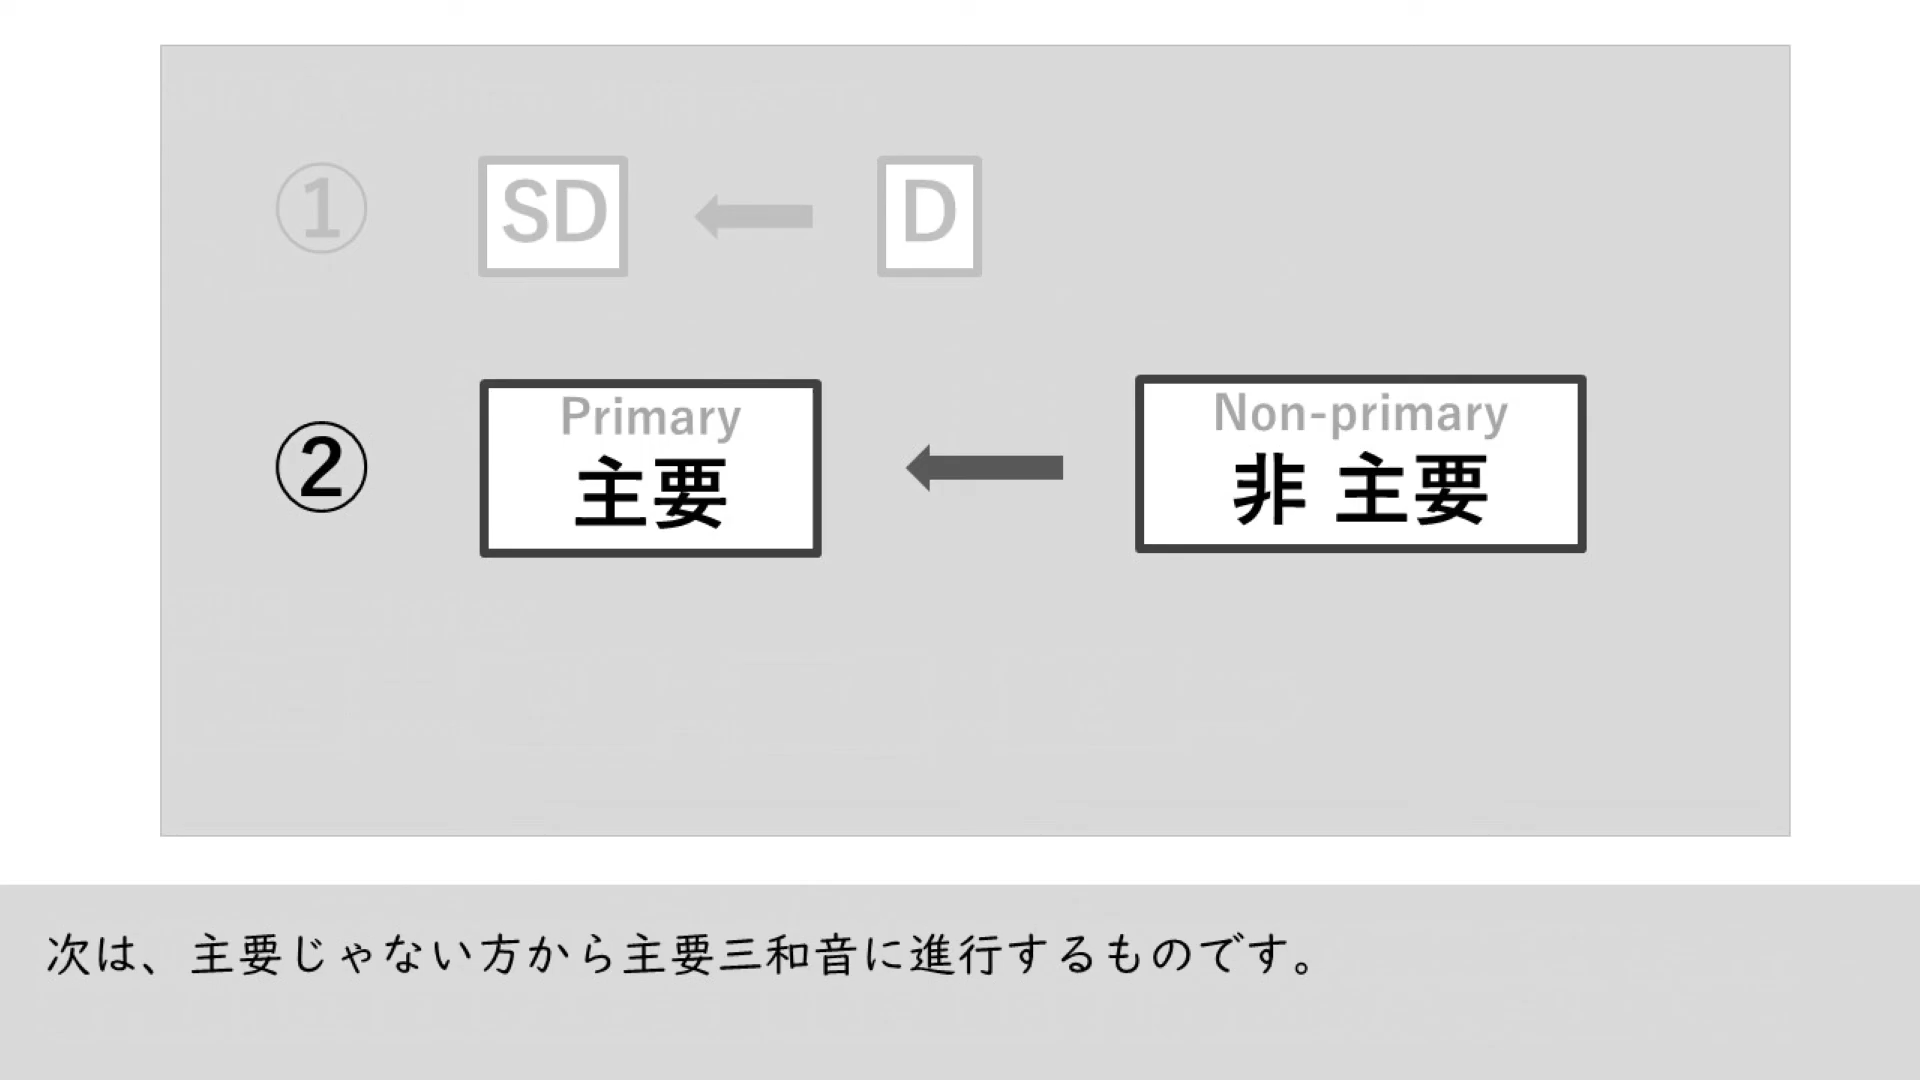 ① SD D
Primary Non-primary
② 主要 非 主要
次は、主要じゃない方から主要三和音に進行するものです。